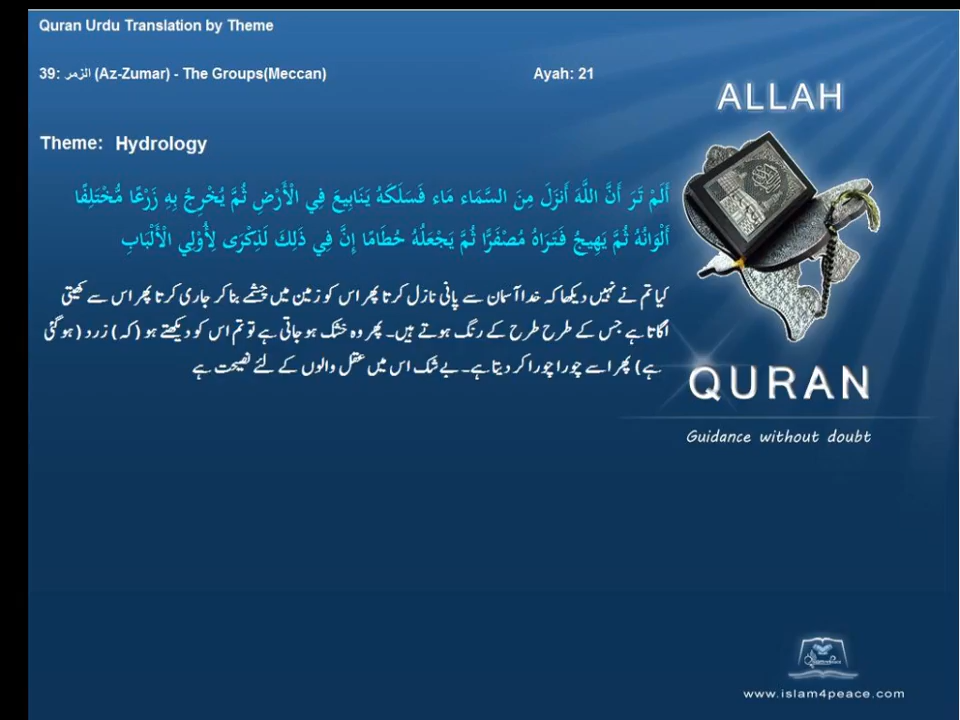 Quran Urdu Translation by Theme
39: الزمر (Az-Zumar) - The Groups(Meccan) Ayah: 21
ALLAH
Theme: Hydrology
أَلَمْ تَرَ أَنَّ اللَّهَ أَنزَلَ مِنَ السَّمَاء مَاء فَسَلَكَهُ يَنَابِيعَ فِي الْأَرْضِ ثُمَّ يُخْرِجُ بِهِ زَرْعًا مُّخْتَلِفًا
أَلْوَانُهُ ثُمَّ يَهِيجُ فَتَرَاهُ مُصْفَرًّا ثُمَّ يَجْعَلُهُ حُطَامًا إِنَّ فِي ذَلِكَ لَذِكْرَى لِأُوْلِي الْأَلْبَابِ
کیا تم نے نہیں دیکھا کہ خدا آسمان سے پانی نازل کرتا پھر اس کو زمین میں چشمے بنا کر جاری کرتا پھر اس سے کھیتی
اگاتا ہے جس کے طرح طرح کے رنگ ہوتے ہیں۔ پھر وہ خشک ہو جاتی ہے تو تم اس کو دیکھتے ہو (کہ) زرد (ہو گئی
ہے) پھر اسے چورا چورا کر دیتا ہے۔ بے شک اس میں عقل والوں کے لئے نصیحت ہے
QURAN
Guidance without doubt
www.islam4peace.com